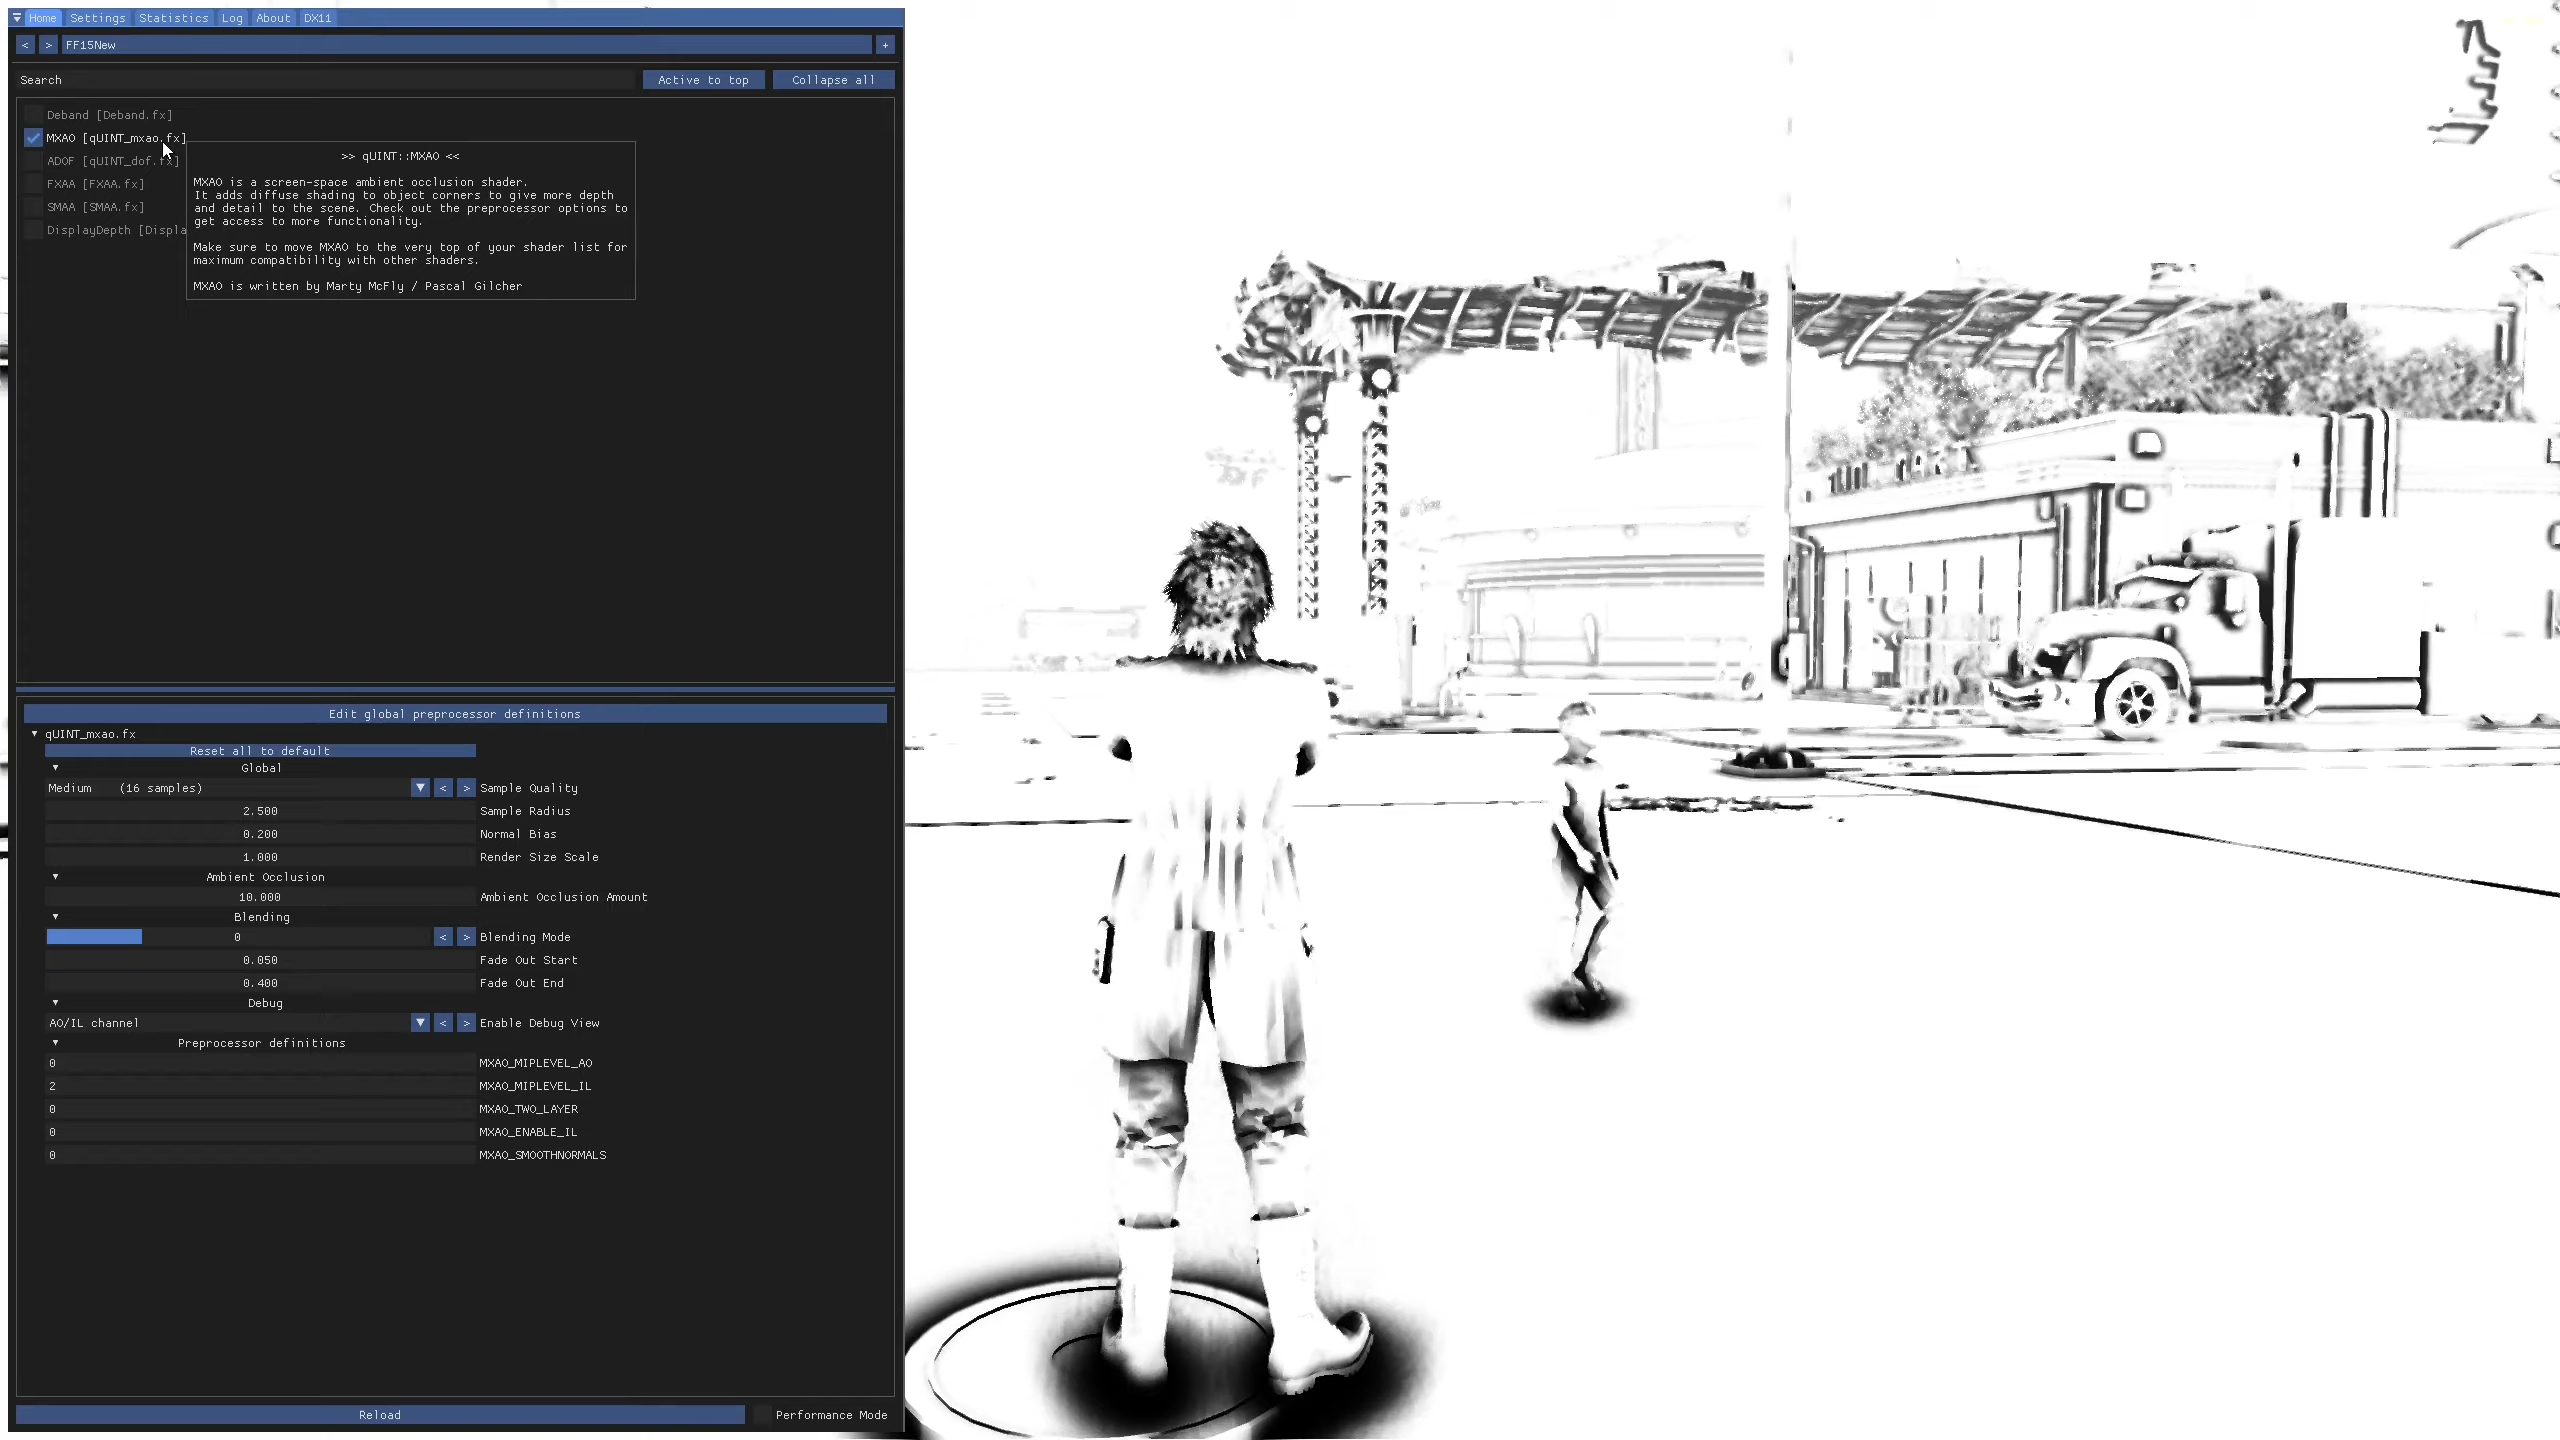 Home Settings Statistics Log About DX11
< > FF15New +
Search Active to top Collapse all
Deband [Deband.fx]
MXAO [qUINT_mxao.fx]
ADOF [qUINT_dof.fx]
FXAA [FXAA.fx]
SMAA [SMAA.fx]
DisplayDepth [Displa
>> qUINT::MXAO <<
MXAO is a screen-space ambient occlusion shader.
It adds diffuse shading to object corners to give more depth
and detail to the scene. Check out the preprocessor options to
get access to more functionality.
Make sure to move MXAO to the very top of your shader list for
maximum compatibility with other shaders.
MXAO is written by Marty McFly / Pascal Gilcher
Edit global preprocessor definitions
qUINT_mxao.fx
Reset all to default
Global
Medium (16 samples) < > Sample Quality
2.500 Sample Radius
0.200 Normal Bias
1.000 Render Size Scale
Ambient Occlusion
10.000 Ambient Occlusion Amount
Blending
0 < > Blending Mode
0.050 Fade Out Start
0.400 Fade Out End
Debug
AO/IL channel < > Enable Debug View
Preprocessor definitions
0 MXAO_MIPLEVEL_AO
2 MXAO_MIPLEVEL_IL
0 MXAO_TWO_LAYER
0 MXAO_ENABLE_IL
0 MXAO_SMOOTHNORMALS
Reload Performance Mode